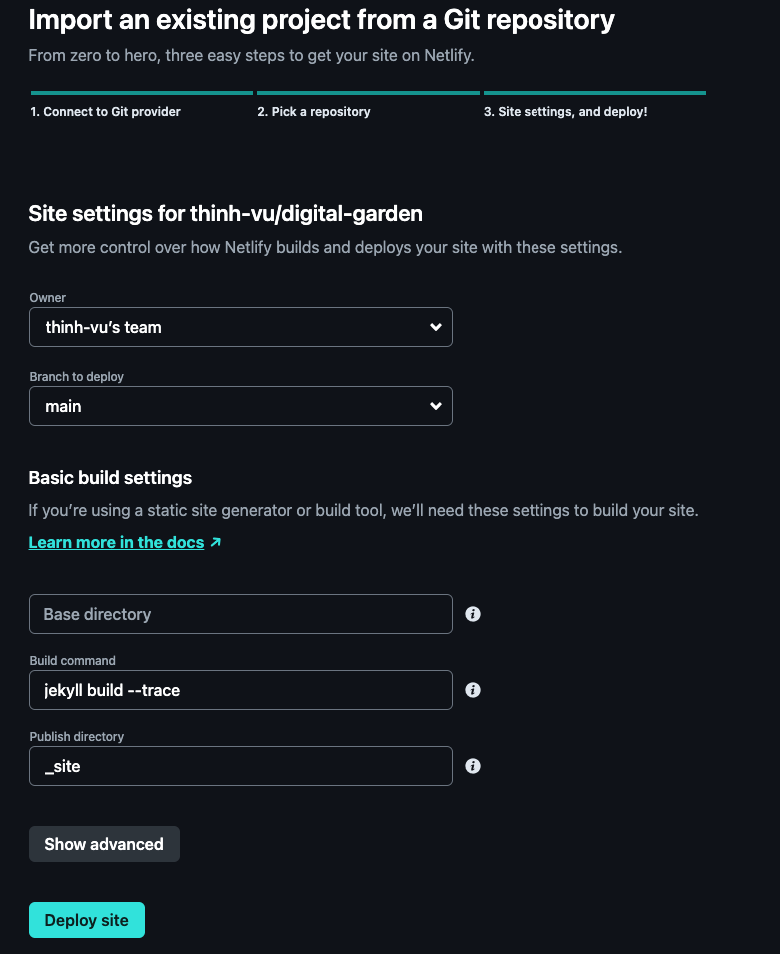 Import an existing project from a Git repository
From zero to hero, three easy steps to get your site on Netlify.
1. Connect to Git provider
2. Pick a repository
3. Site settings, and deploy!
Site settings for thinh-vu/digital-garden
Get more control over how Netlify builds and deploys your site with these settings.
Owner
thinh-vu’s team
Branch to deploy
main
Basic build settings
If you’re using a static site generator or build tool, we’ll need these settings to build your site.
Learn more in the docs ↗
Base directory
Build command
jekyll build --trace
Publish directory
_site
Show advanced
Deploy site